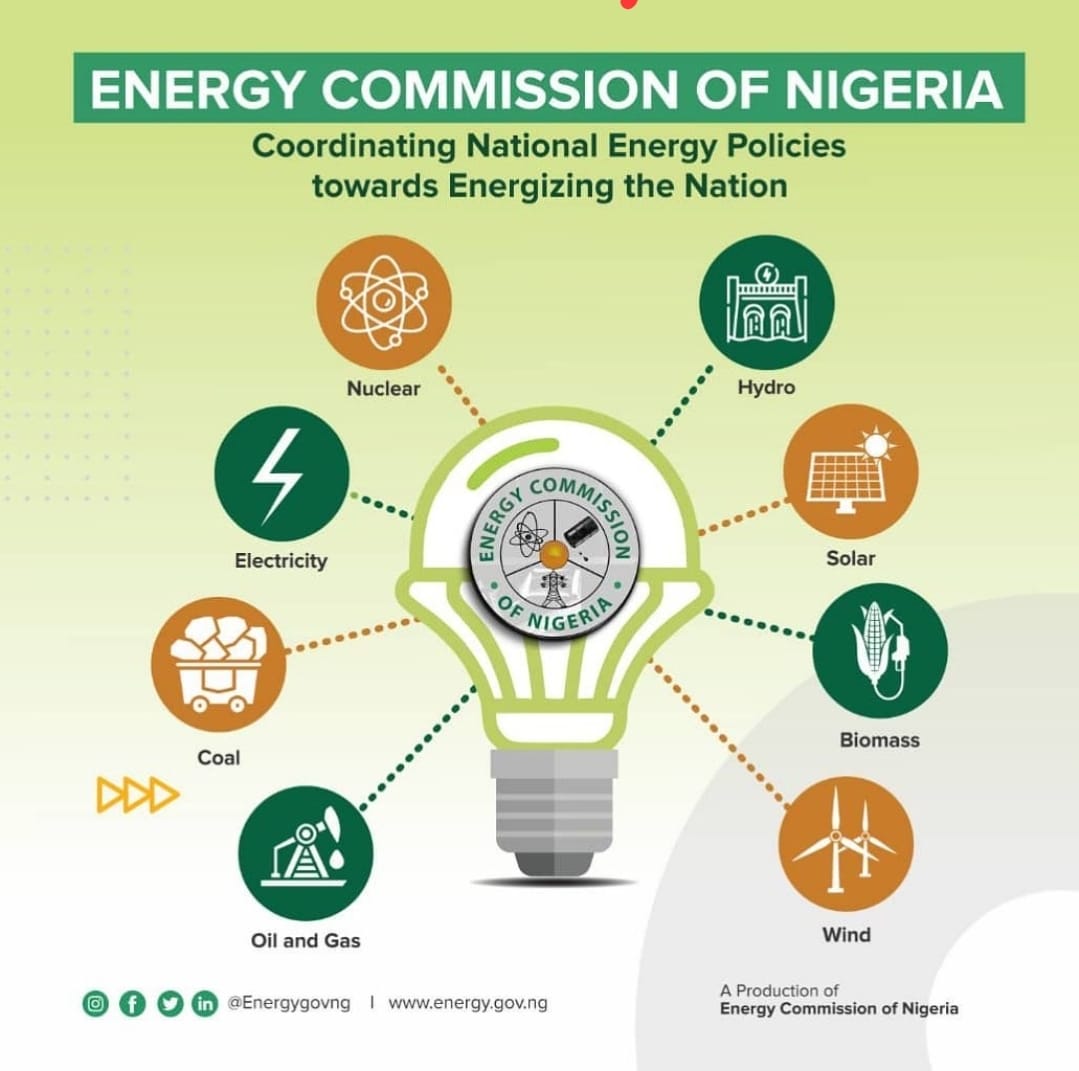 ENERGY COMMISSION OF NIGERIA
Coordinating National Energy Policies
towards Energizing the Nation
Nuclear
Hydro
Electricity
Solar
ENERGY COMMISSION
OF NIGERIA
Coal
Biomass
Oil and Gas
Wind
@Energygovng | www.energy.gov.ng
A Production of
Energy Commission of Nigeria